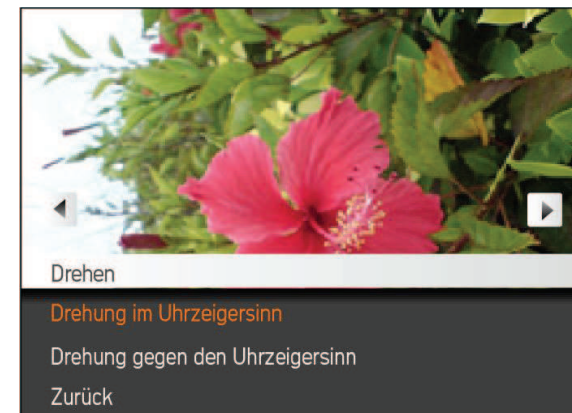 Drehen
Drehung im Uhrzeigersinn
Drehung gegen den Uhrzeigersinn
Zurück